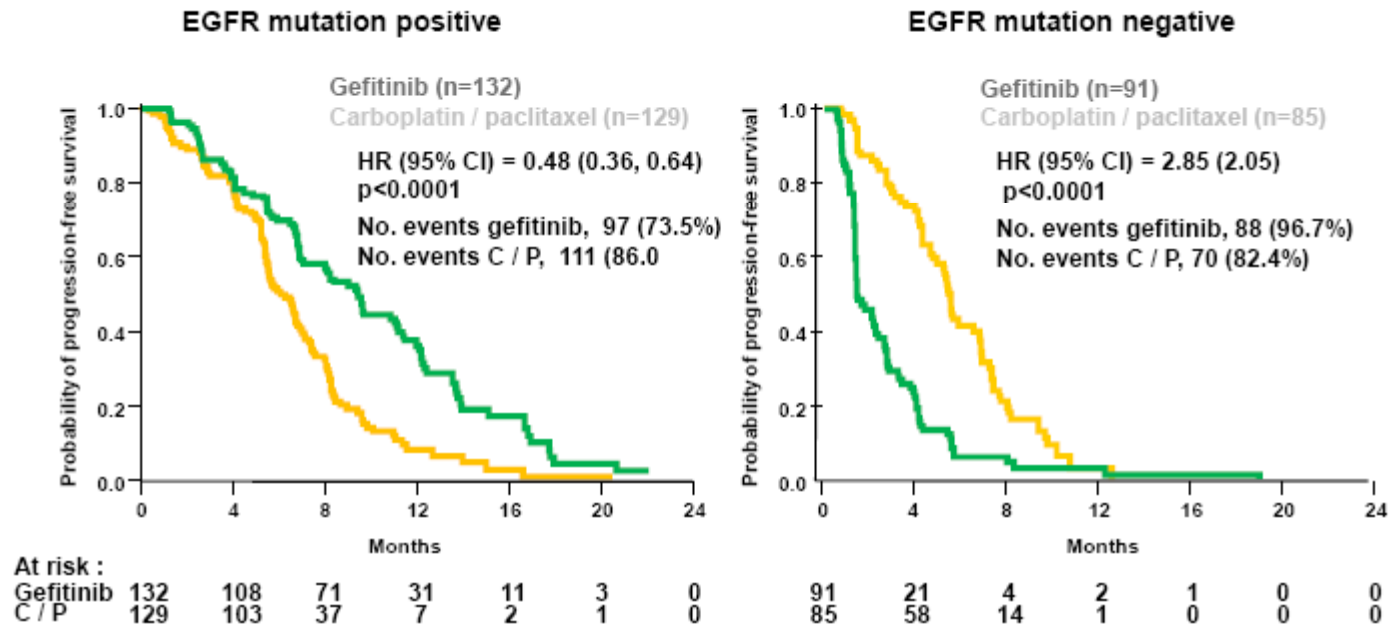 EGFR mutation positive
Gefitinib (n=132)
Carboplatin / paclitaxel (n=129)
HR (95% CI) = 0.48 (0.36, 0.64)
p<0.0001
No. events gefitinib, 97 (73.5%)
No. events C / P, 111 (86.0
Probability of progression-free survival
1.0
0.8
0.6
0.4
0.2
0.0
0 4 8 12 16 20 24
Months
EGFR mutation negative
Gefitinib (n=91)
Carboplatin / paclitaxel (n=85)
HR (95% CI) = 2.85 (2.05)
p<0.0001
No. events gefitinib, 88 (96.7%)
No. events C / P, 70 (82.4%)
Probability of progression-free survival
1.0
0.8
0.6
0.4
0.2
0.0
0 4 8 12 16 20 24
Months
At risk :
Gefitinib 132 108 71 31 11 3 0 91 21 4 2 1 0 0
C / P 129 103 37 7 2 1 0 85 58 14 1 0 0 0